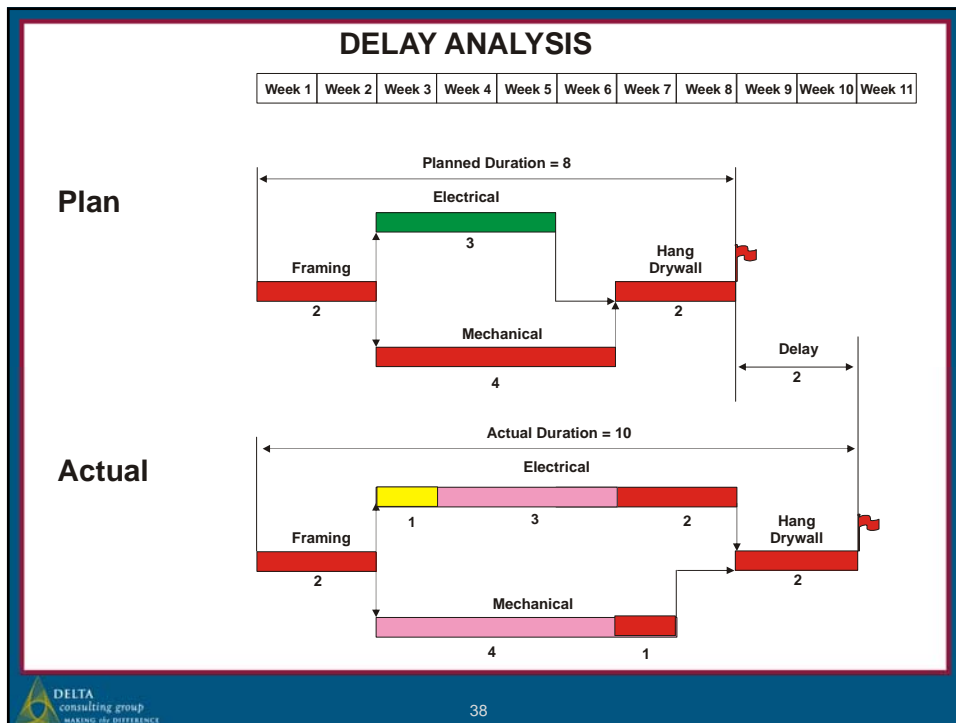 DELAY ANALYSIS
Week 1 Week 2 Week 3 Week 4 Week 5 Week 6 Week 7 Week 8 Week 9 Week 10 Week 11
Planned Duration = 8
Plan
Electrical
3
Framing
2
Hang
Drywall
2
Mechanical
4
Delay
2
Actual Duration = 10
Actual
Electrical
1 3 2
Framing
2
Hang
Drywall
2
Mechanical
4 1
DELTA
consulting group
MAKING the DIFFERENCE
38